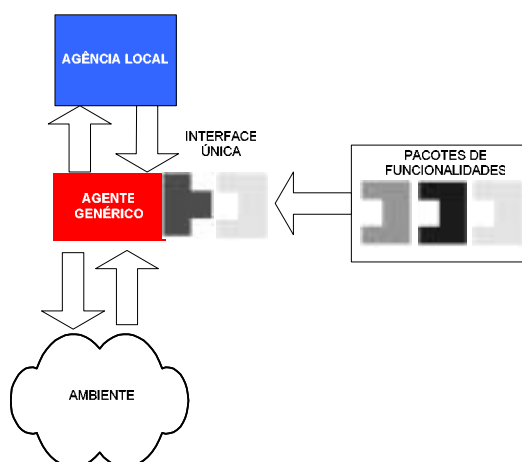 AGÊNCIA LOCAL
INTERFACE
ÚNICA
PACOTES DE
FUNCIONALIDADES
AGENTE
GENÉRICO
AMBIENTE